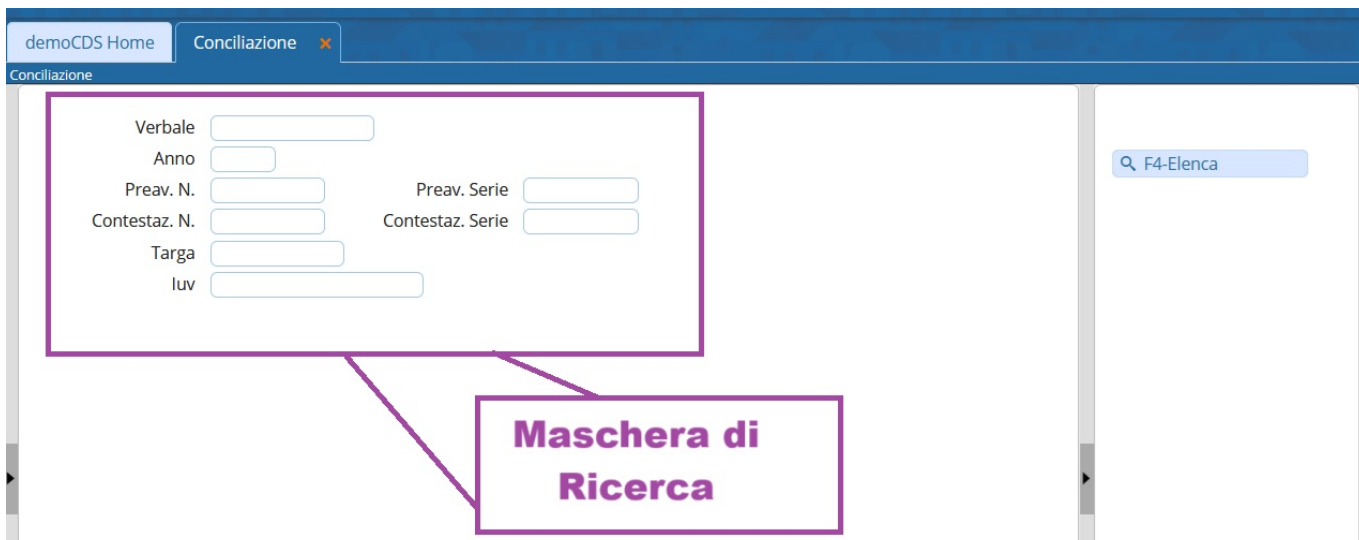 demoCDS Home
Conciliazione
Conciliazione
Verbale
Anno
Preav. N.
Preav. Serie
Contestaz. N.
Contestaz. Serie
Targa
Iuv
F4-Elenca
Maschera di
Ricerca